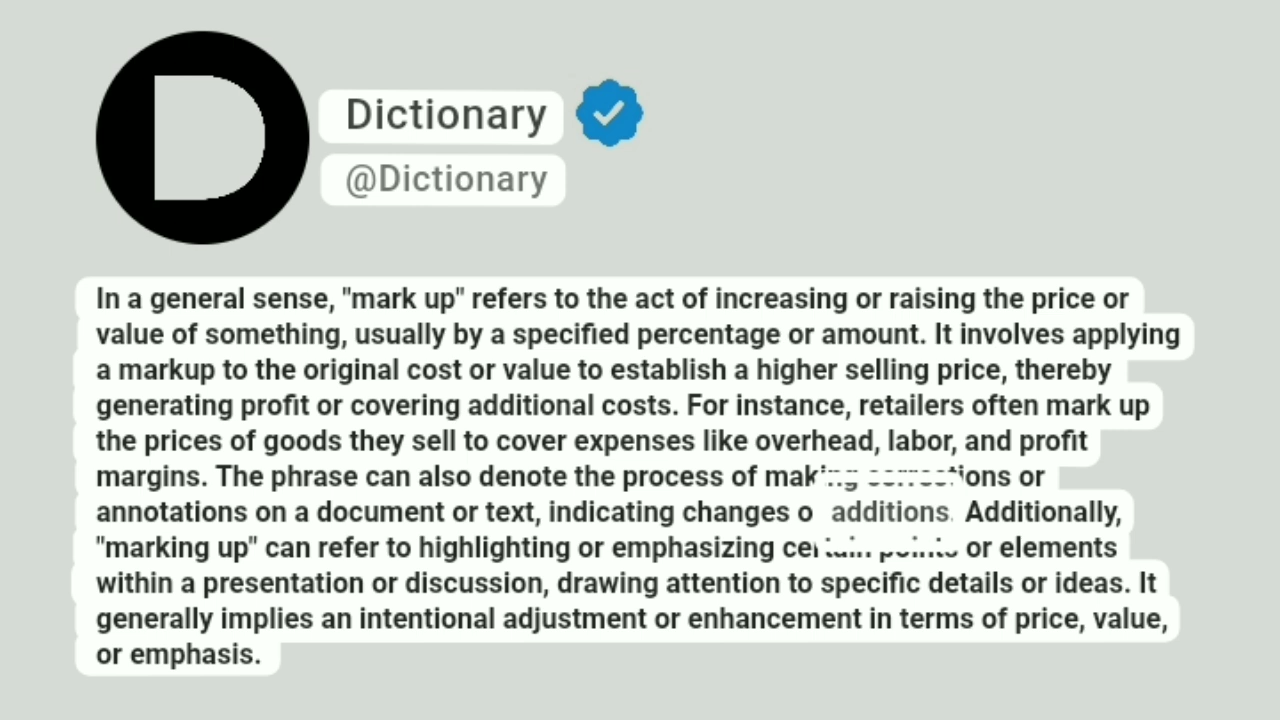 D
Dictionary
@Dictionary
In a general sense, "mark up" refers to the act of increasing or raising the price or
value of something, usually by a specified percentage or amount. It involves applying
a markup to the original cost or value to establish a higher selling price, thereby
generating profit or covering additional costs. For instance, retailers often mark up
the prices of goods they sell to cover expenses like overhead, labor, and profit
margins. The phrase can also denote the process of making corrections or
annotations on a document or text, indicating changes o additions. Additionally,
"marking up" can refer to highlighting or emphasizing certain points or elements
within a presentation or discussion, drawing attention to specific details or ideas. It
generally implies an intentional adjustment or enhancement in terms of price, value,
or emphasis.